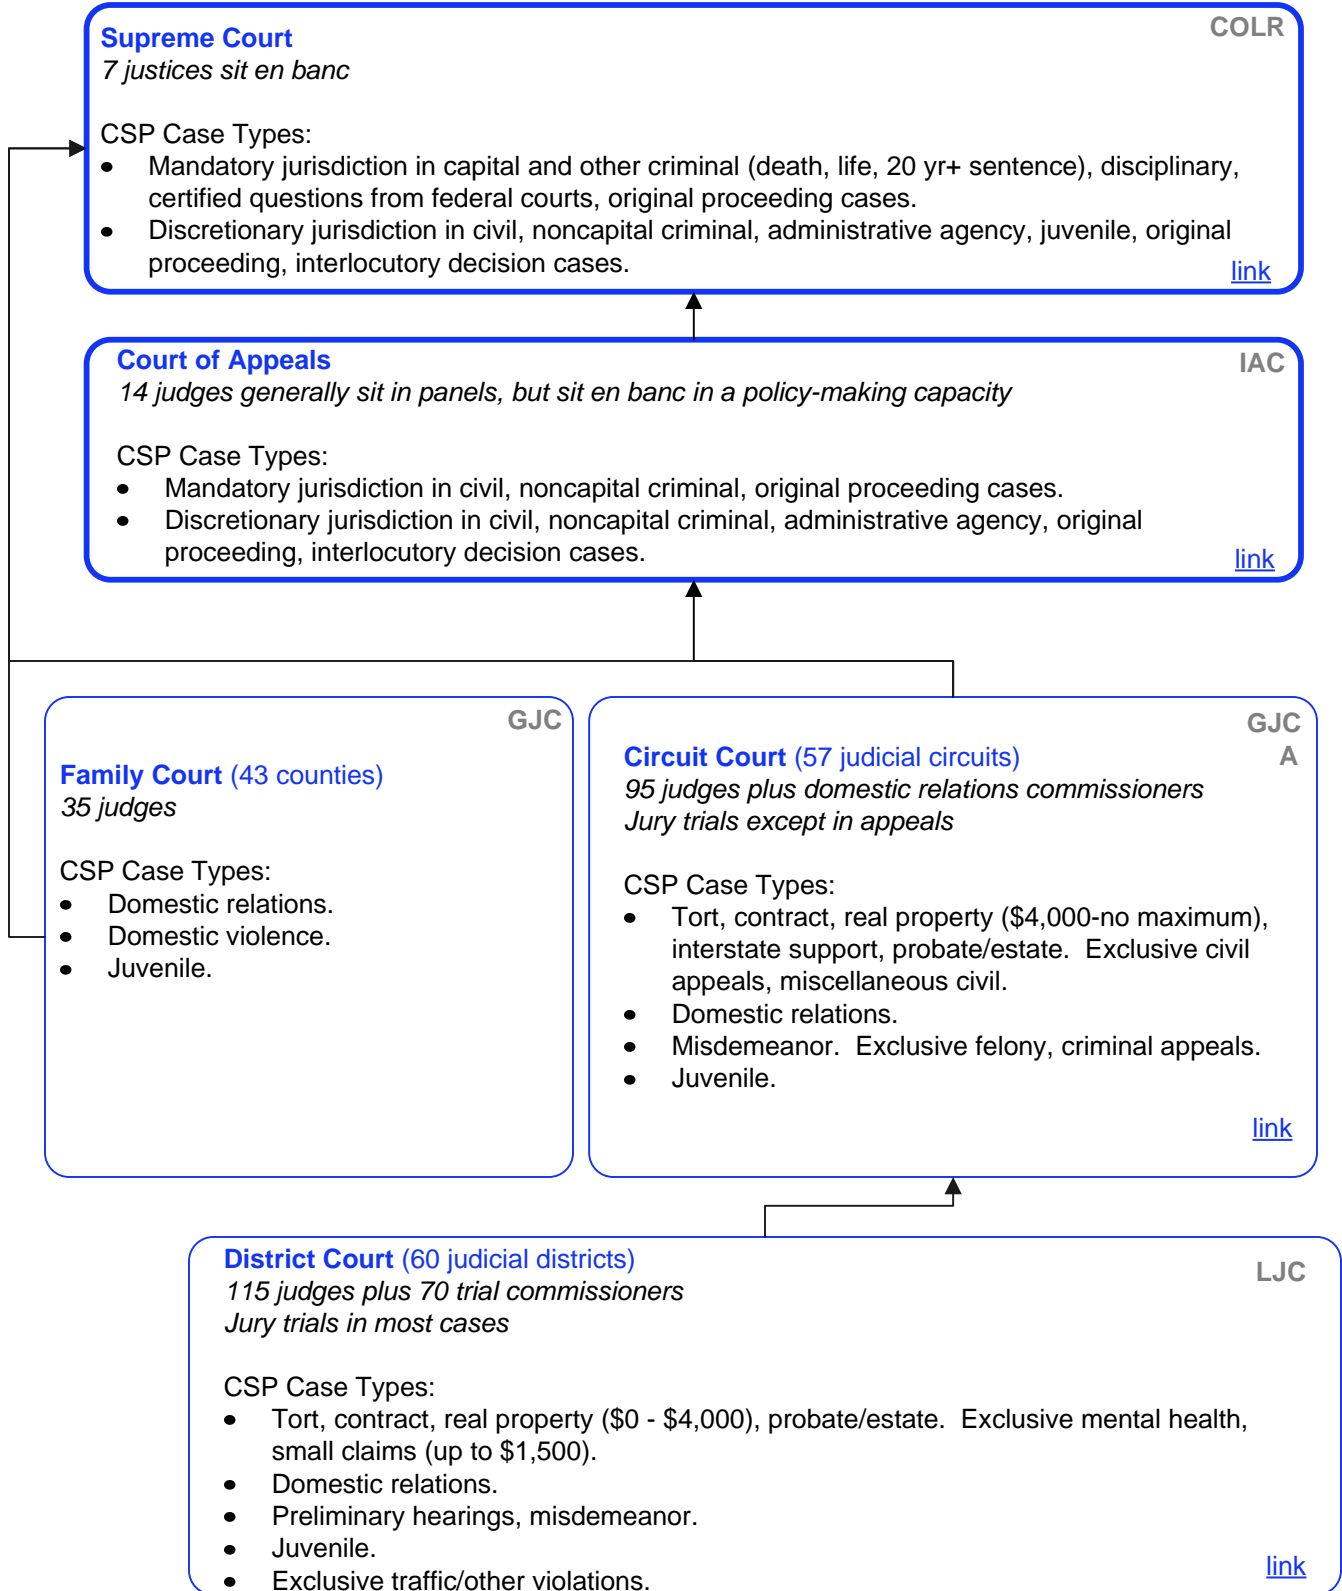 COLR
Supreme Court
7 justices sit en banc
CSP Case Types:
• Mandatory jurisdiction in capital and other criminal (death, life, 20 yr+ sentence), disciplinary,
certified questions from federal courts, original proceeding cases.
• Discretionary jurisdiction in civil, noncapital criminal, administrative agency, juvenile, original
proceeding, interlocutory decision cases.
link
Court of Appeals
IAC
14 judges generally sit in panels, but sit en banc in a policy-making capacity
CSP Case Types:
• Mandatory jurisdiction in civil, noncapital criminal, original proceeding cases.
• Discretionary jurisdiction in civil, noncapital criminal, administrative agency, original
proceeding, interlocutory decision cases.
link
GJC
Family Court (43 counties)
35 judges
CSP Case Types:
• Domestic relations.
• Domestic violence.
• Juvenile.
GJC
A
Circuit Court (57 judicial circuits)
95 judges plus domestic relations commissioners
Jury trials except in appeals
CSP Case Types:
• Tort, contract, real property ($4,000-no maximum),
interstate support, probate/estate.  Exclusive civil
appeals, miscellaneous civil.
• Domestic relations.
• Misdemeanor.  Exclusive felony, criminal appeals.
• Juvenile.
link
District Court (60 judicial districts)
LJC
115 judges plus 70 trial commissioners
Jury trials in most cases
CSP Case Types:
• Tort, contract, real property ($0 - $4,000), probate/estate.  Exclusive mental health,
small claims (up to $1,500).
• Domestic relations.
• Preliminary hearings, misdemeanor.
• Juvenile.
• Exclusive traffic/other violations.
link